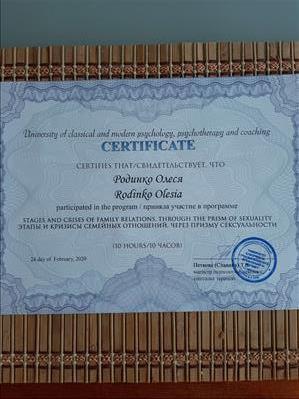 University of classical and modern psychology, psychotherapy and coaching
CERTIFICATE
CERTIFIES THAT/СВИДЕТЕЛЬСТВУЕТ, ЧТО
Родинко Олеся
Rodinko Olesia
participated in the program / приняла участие в программе
STAGES AND CRISES OF FAMILY RELATIONS, THROUGH THE PRISM OF SEXUALITY
ЭТАПЫ И КРИЗИСЫ СЕМЕЙНЫХ ОТНОШЕНИЙ, ЧЕРЕЗ ПРИЗМУ СЕКСУАЛЬНОСТИ
(10 HOURS/10 ЧАСОВ)
24 day of February, 2020